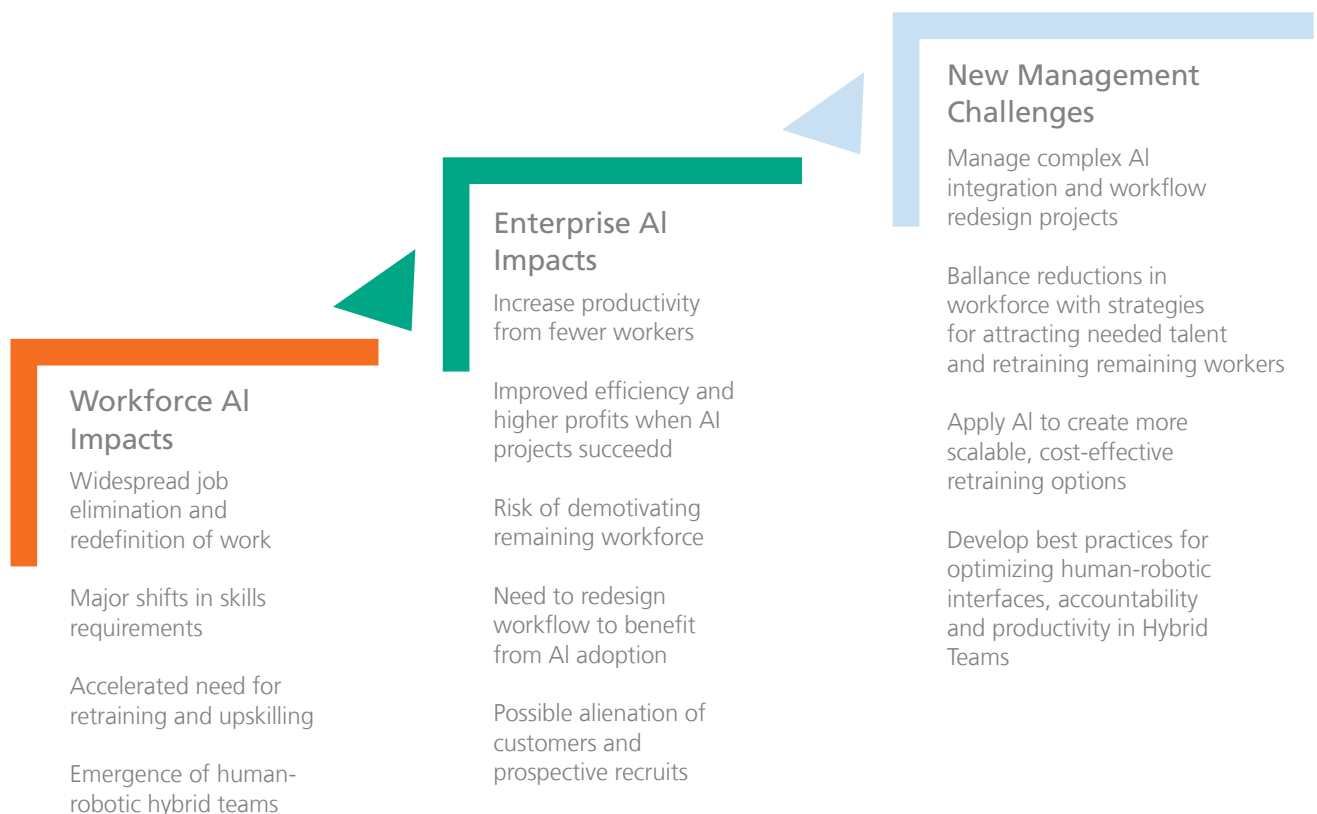 Workforce AI
Impacts
Widespread job
elimination and
redefinition of work
Major shifts in skills
requirements
Accelerated need for
retraining and upskilling
Emergence of human-
robotic hybrid teams
Enterprise AI
Impacts
Increase productivity
from fewer workers
Improved efficiency and
higher profits when AI
projects succeedd
Risk of demotivating
remaining workforce
Need to redesign
workflow to benefit
from AI adoption
Possible alienation of
customers and
prospective recruits
New Management
Challenges
Manage complex AI
integration and workflow
redesign projects
Ballance reductions in
workforce with strategies
for attracting needed talent
and retraining remaining workers
Apply AI to create more
scalable, cost-effective
retraining options
Develop best practices for
optimizing human-robotic
interfaces, accountability
and productivity in Hybrid
Teams